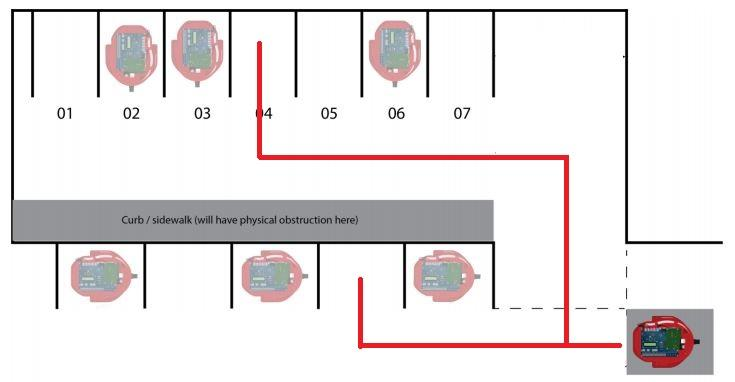 01 02 03 04 05 06 07
Curb / sidewalk (will have physical obstruction here)